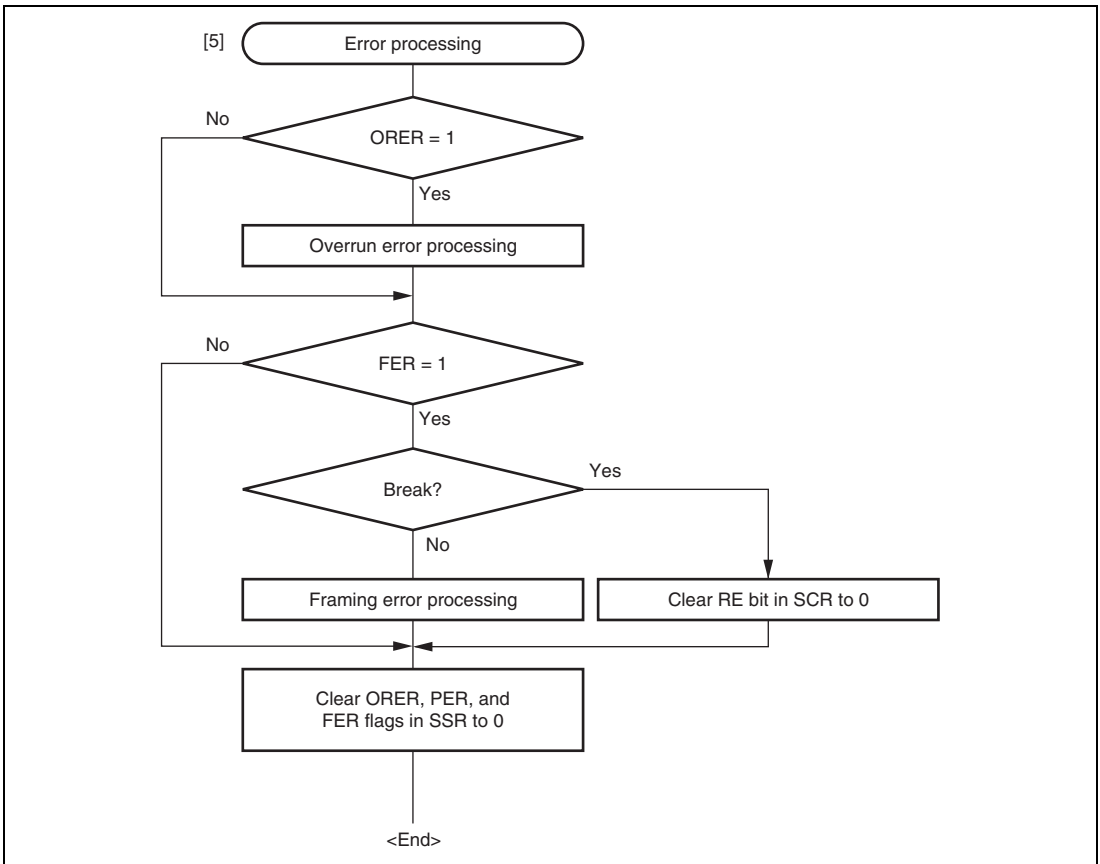 [5]
Error processing
No
ORER = 1
Yes
Overrun error processing
No
FER = 1
Yes
Break?
Yes
No
Framing error processing
Clear RE bit in SCR to 0
Clear ORER, PER, and
FER flags in SSR to 0
<End>